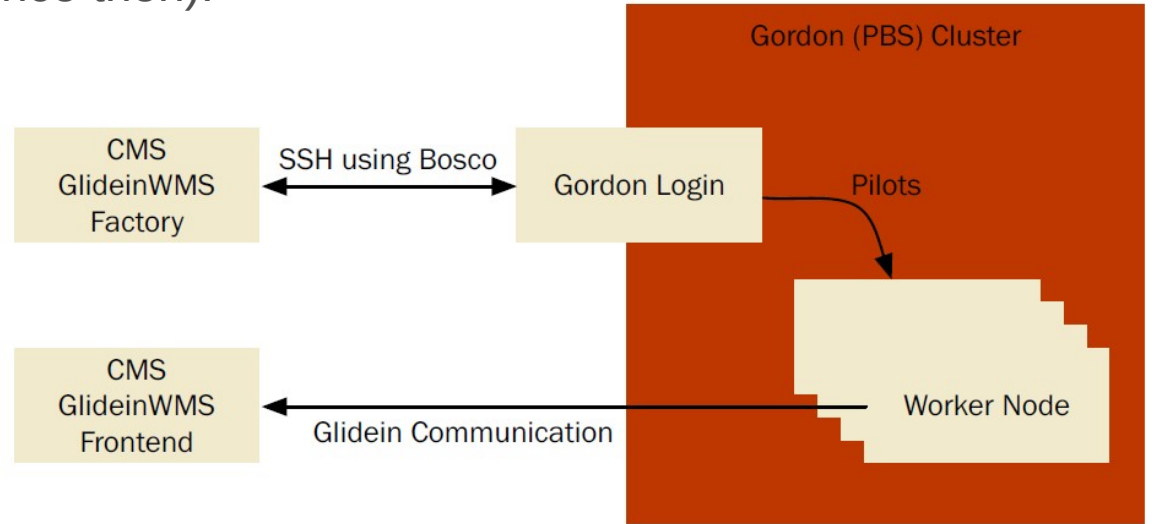 then).
Gordon (PBS) Cluster
CMS
GlideinWMS
Factory
SSH using Bosco
Gordon Login
Pilots
CMS
GlideinWMS
Frontend
Glidein Communication
Worker Node